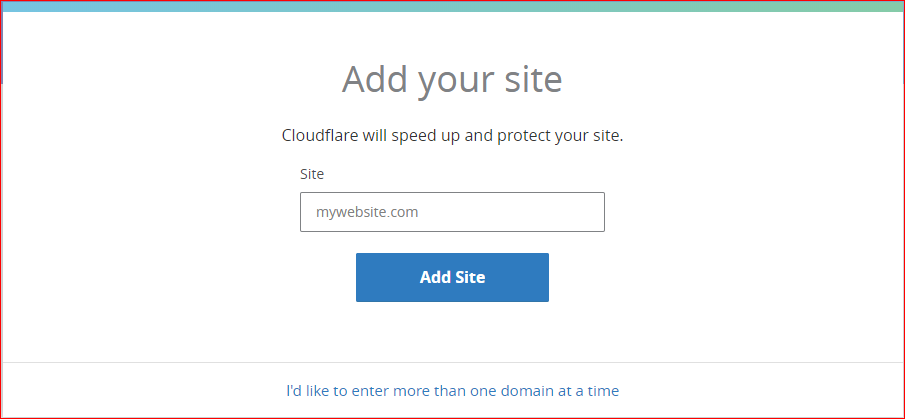 Add your site
Cloudflare will speed up and protect your site.
Site
mywebsite.com
Add Site
I'd like to enter more than one domain at a time